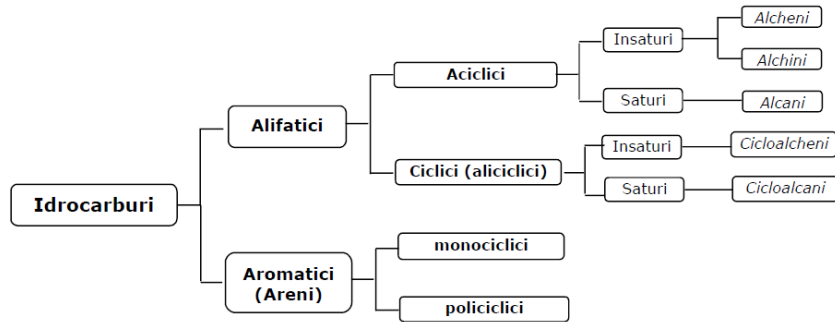 Idrocarburi
Alifatici
Aciclici
Insaturi
Alcheni
Alchini
Saturi
Alcani
Ciclici (aliciclici)
Insaturi
Cicloalcheni
Saturi
Cicloalcani
Aromatici
(Areni)
monociclici
policiclici